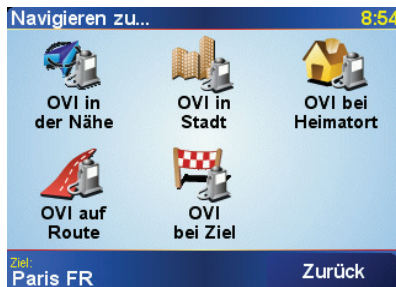 Navigieren zu...
8:54
OVI in
der Nähe
OVI in
Stadt
OVI bei
Heimatort
OVI auf
Route
OVI
bei Ziel
Ziel:
Paris FR
Zurück